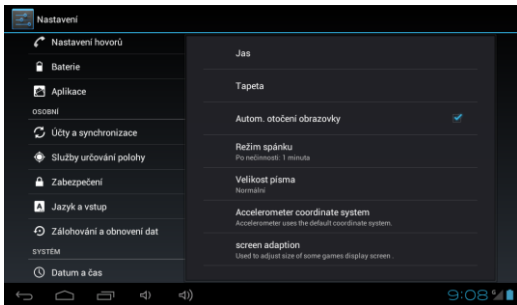 Nastavení
Nastavení hovorů
Baterie
Aplikace
OSOBNÍ
Účty a synchronizace
Služby určování polohy
Zabezpečení
Jazyk a vstup
Zálohování a obnovení dat
SYSTÉM
Datum a čas
Jas
Tapeta
Autom. otočení obrazovky
Režim spánku
Po nečinnosti: 1 minuta
Velikost písma
Normální
Accelerometer coordinate system
Accelerometer uses the default coordinate system.
screen adaption
Used to adjust size of some games display screen .
9:08